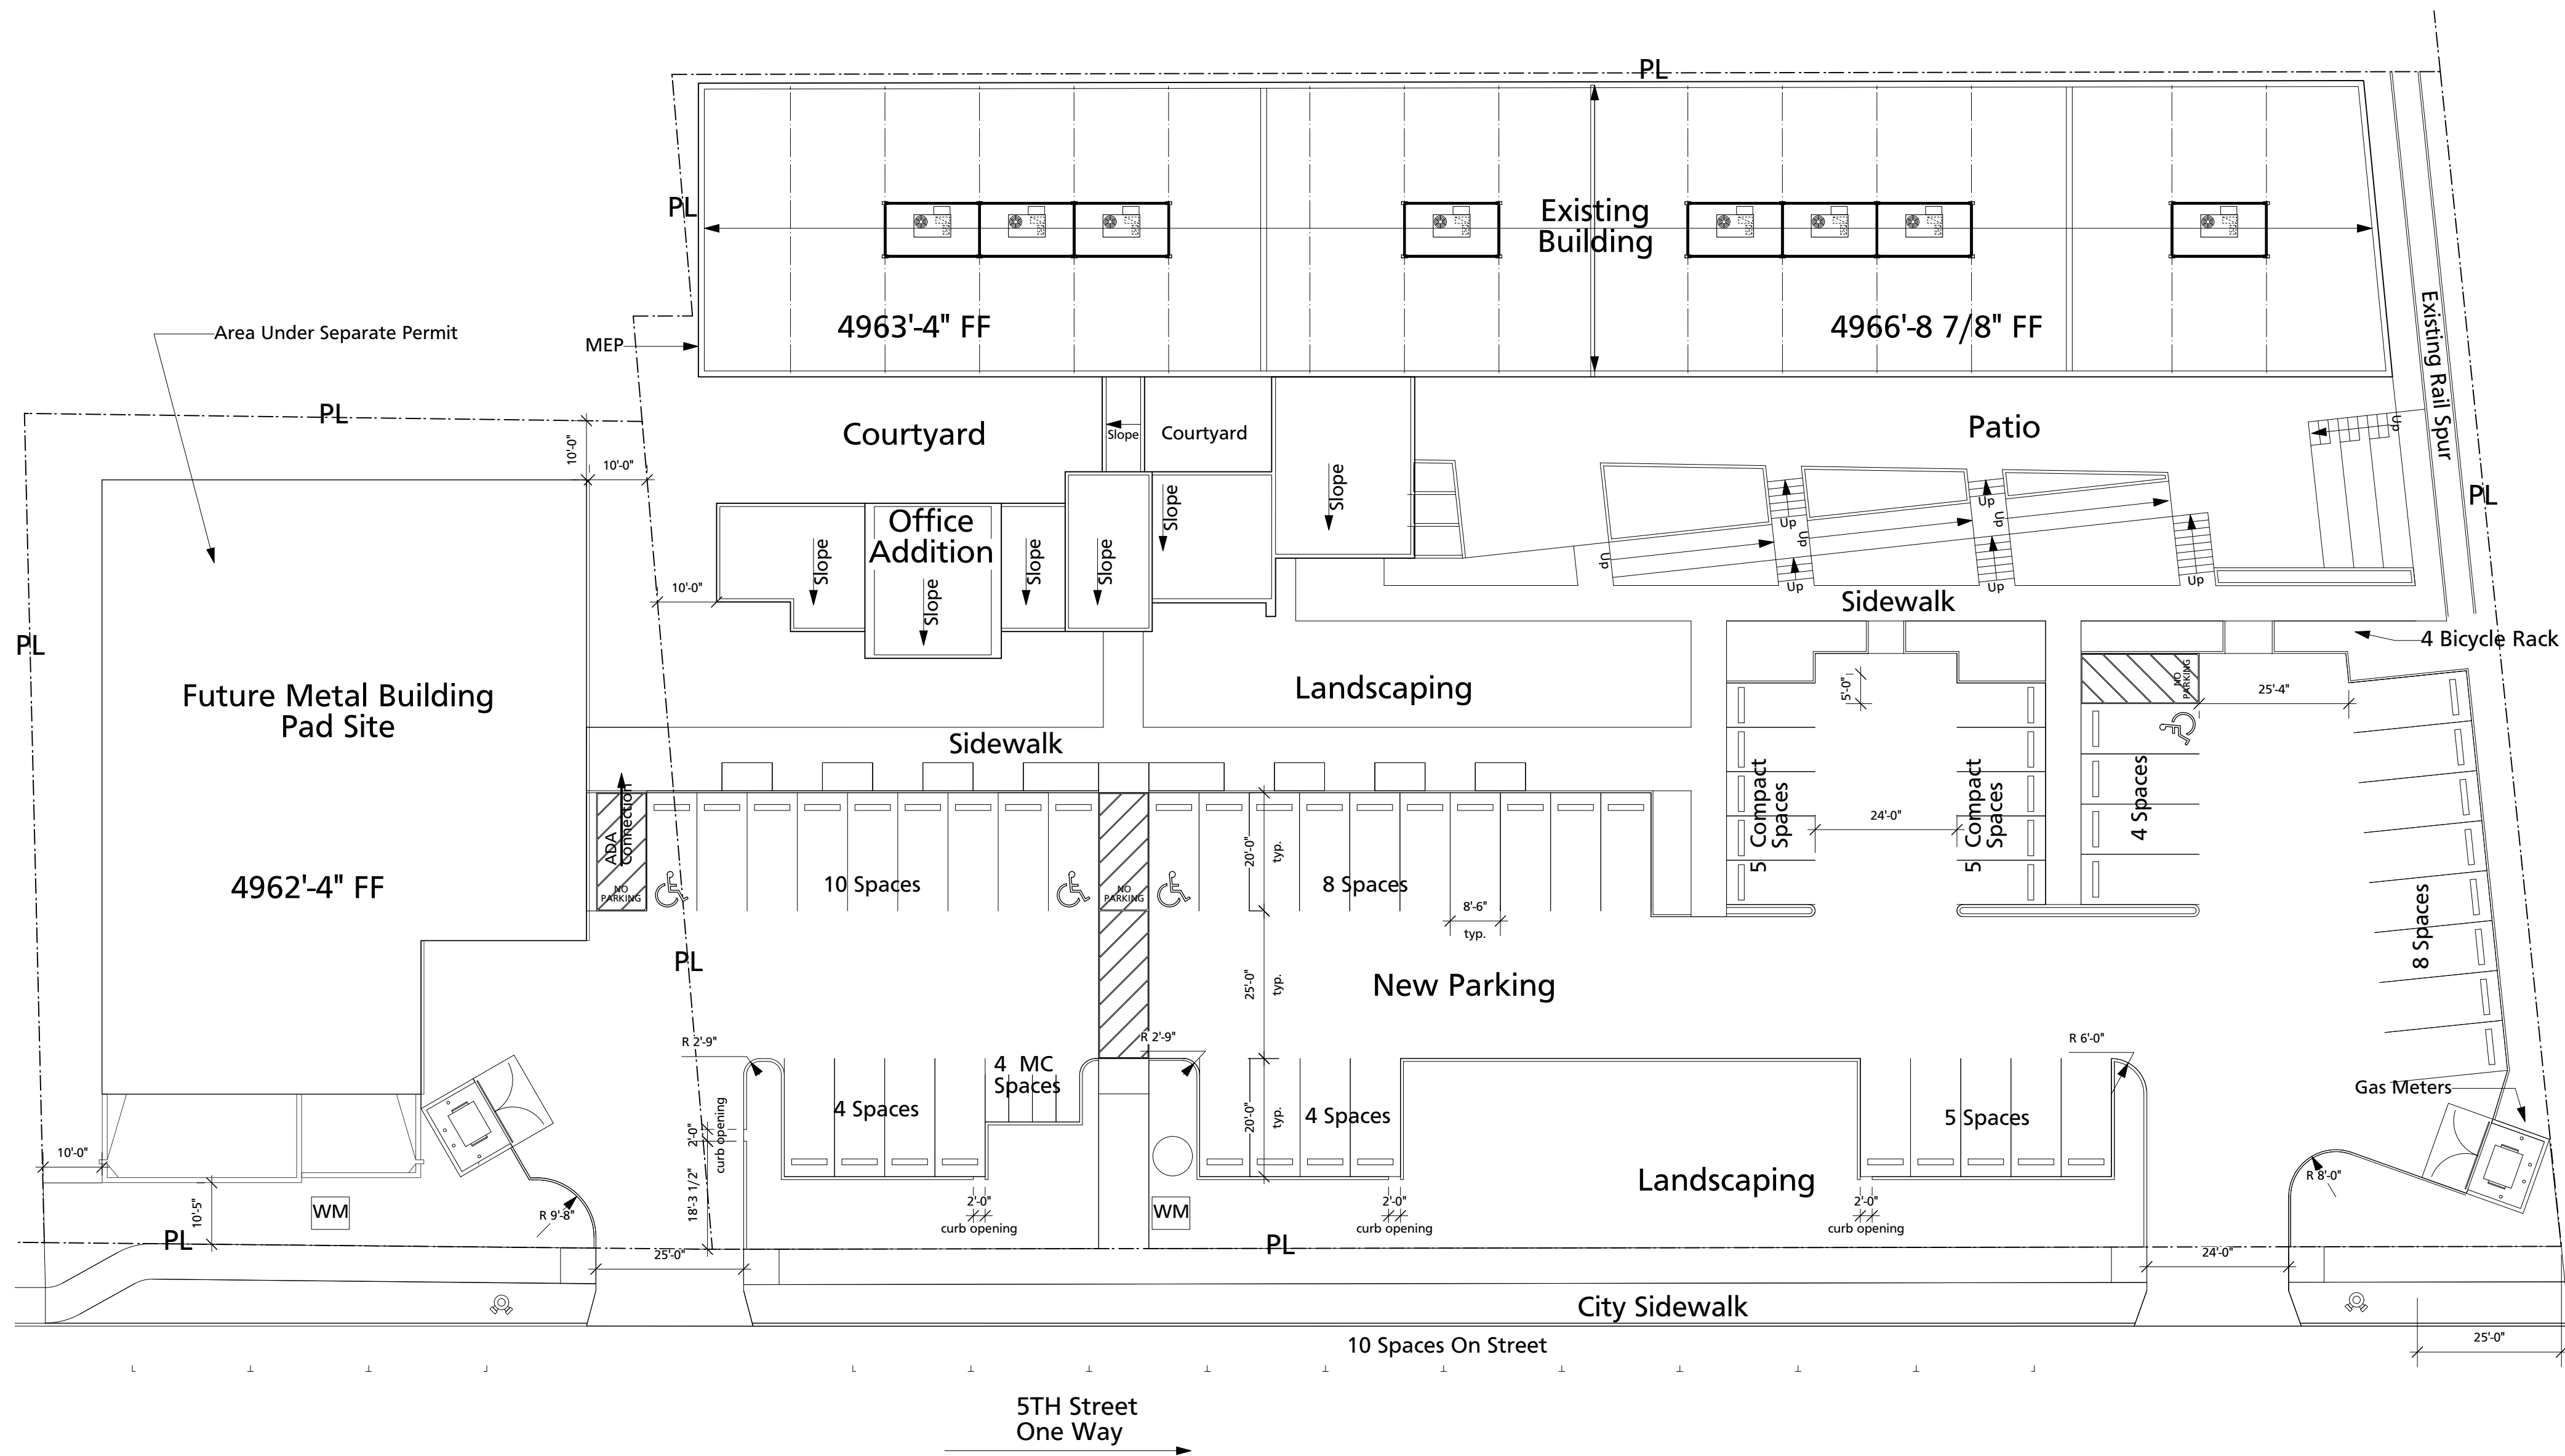 PL
PL
Existing
Building
4963'-4" FF
4966'-8 7/8" FF
Area Under Separate Permit
MEP
Existing Rail Spur
PL
10'-0"
10'-0"
Courtyard
Slope
Courtyard
Patio
Up
PL
Slope
Slope
Office
Addition
Slope
Slope
Slope
Slope
Up
Up
Up
Up
Up
Up
Up
Up
10'-0"
Sidewalk
PL
4 Bicycle Rack
Future Metal Building
Pad Site
Landscaping
5'-0"
NO
PARKING
25'-4"
Sidewalk
ADA
Connection
5 Compact
Spaces
24'-0"
5 Compact
Spaces
4 Spaces
20'-0"
typ.
4962'-4" FF
NO
PARKING
10 Spaces
NO
PARKING
8 Spaces
8'-6"
typ.
8 Spaces
PL
25'-0"
typ.
New Parking
R 2'-9"
R 2'-9"
R 6'-0"
4 MC
Spaces
Gas Meters
4 Spaces
20'-0"
typ.
4 Spaces
5 Spaces
2'-0"
curb opening
10'-0"
18'-3 1/2"
Landscaping
R 8'-0"
10'-5"
WM
R 9'-8"
WM
2'-0"
curb opening
2'-0"
curb opening
2'-0"
curb opening
PL
25'-0"
PL
24'-0"
City Sidewalk
10 Spaces On Street
25'-0"
5TH Street
One Way